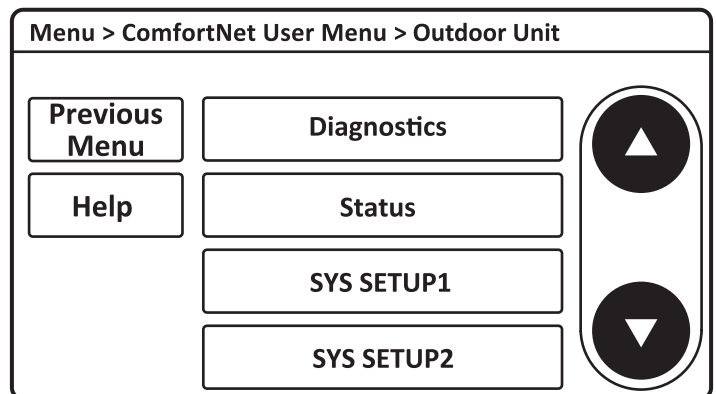 Menu > ComfortNet User Menu > Outdoor Unit
Previous
Menu
Diagnostics
Help
Status
SYS SETUP1
SYS SETUP2